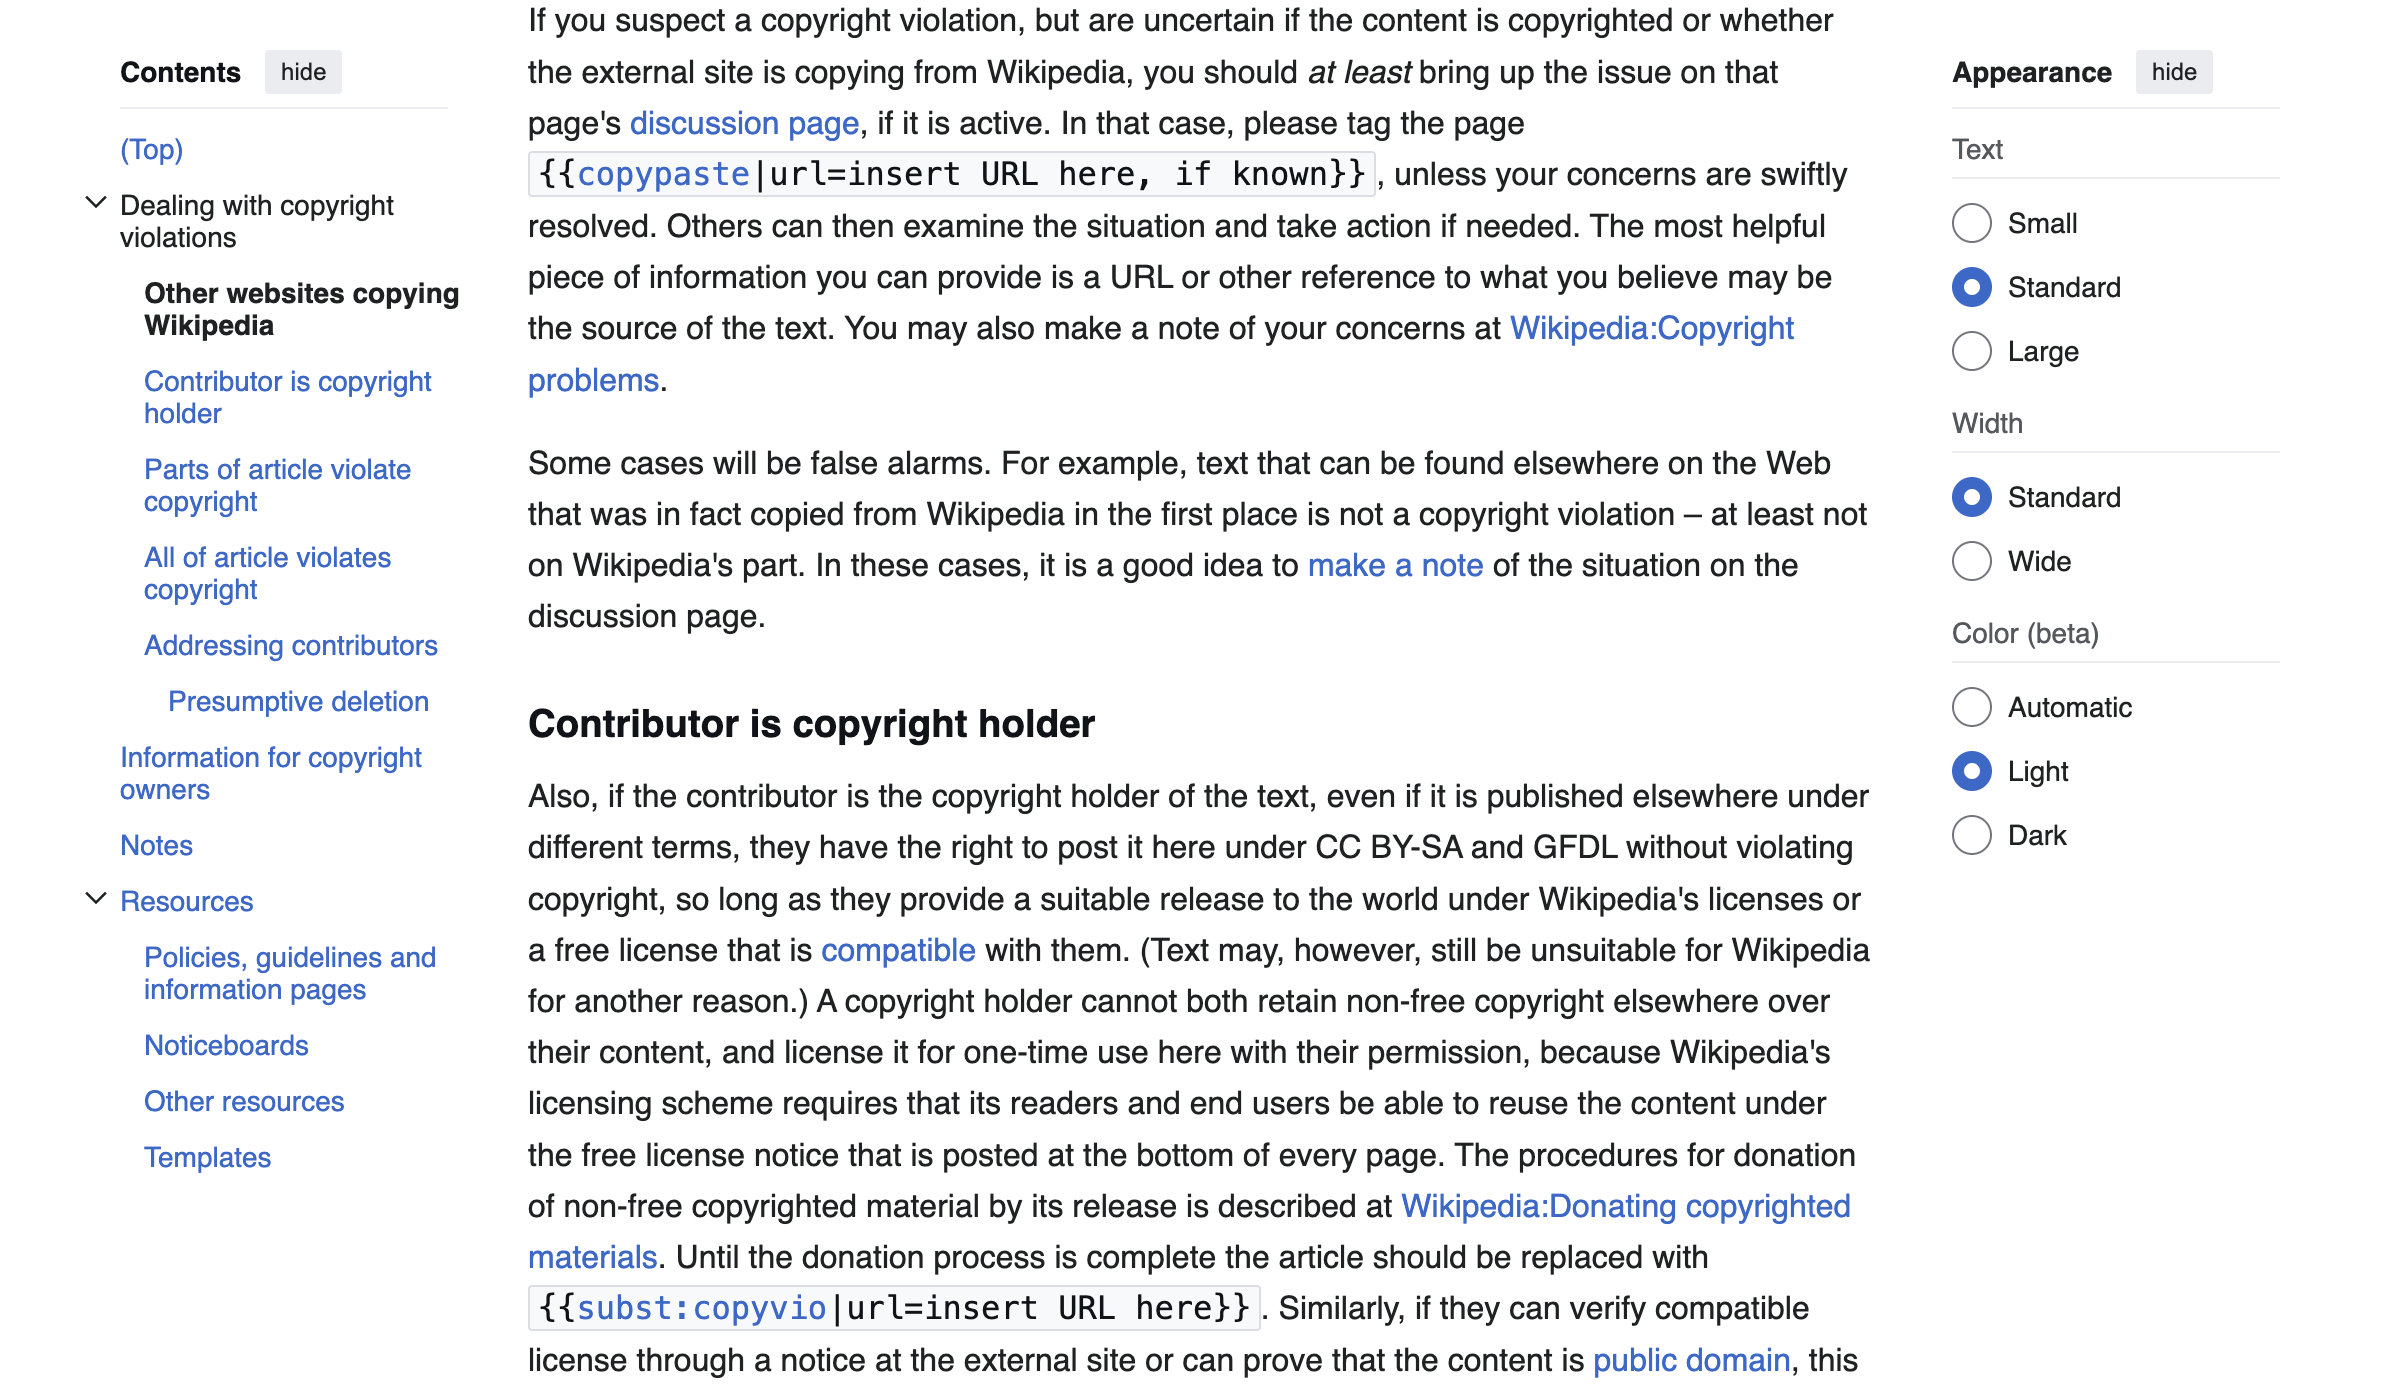 Contents hide
(Top)
Dealing with copyright
violations
Other websites copying
Wikipedia
Contributor is copyright
holder
Parts of article violate
copyright
All of article violates
copyright
Addressing contributors
Presumptive deletion
Information for copyright
owners
Notes
Resources
Policies, guidelines and
information pages
Noticeboards
Other resources
Templates
If you suspect a copyright violation, but are uncertain if the content is copyrighted or whether
the external site is copying from Wikipedia, you should at least bring up the issue on that
page's discussion page, if it is active. In that case, please tag the page
{{copypaste|url=insert URL here, if known}}, unless your concerns are swiftly
resolved. Others can then examine the situation and take action if needed. The most helpful
piece of information you can provide is a URL or other reference to what you believe may be
the source of the text. You may also make a note of your concerns at Wikipedia:Copyright
problems.
Some cases will be false alarms. For example, text that can be found elsewhere on the Web
that was in fact copied from Wikipedia in the first place is not a copyright violation – at least not
on Wikipedia's part. In these cases, it is a good idea to make a note of the situation on the
discussion page.
Contributor is copyright holder
Also, if the contributor is the copyright holder of the text, even if it is published elsewhere under
different terms, they have the right to post it here under CC BY-SA and GFDL without violating
copyright, so long as they provide a suitable release to the world under Wikipedia's licenses or
a free license that is compatible with them. (Text may, however, still be unsuitable for Wikipedia
for another reason.) A copyright holder cannot both retain non-free copyright elsewhere over
their content, and license it for one-time use here with their permission, because Wikipedia's
licensing scheme requires that its readers and end users be able to reuse the content under
the free license notice that is posted at the bottom of every page. The procedures for donation
of non-free copyrighted material by its release is described at Wikipedia:Donating copyrighted
materials. Until the donation process is complete the article should be replaced with
{{subst:copyvio|url=insert URL here}}. Similarly, if they can verify compatible
license through a notice at the external site or can prove that the content is public domain, this
Appearance hide
Text
Small
Standard
Large
Width
Standard
Wide
Color (beta)
Automatic
Light
Dark